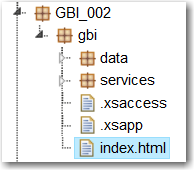 GBI_002
gbi
data
services
.xsaccess
.xsapp
index.html